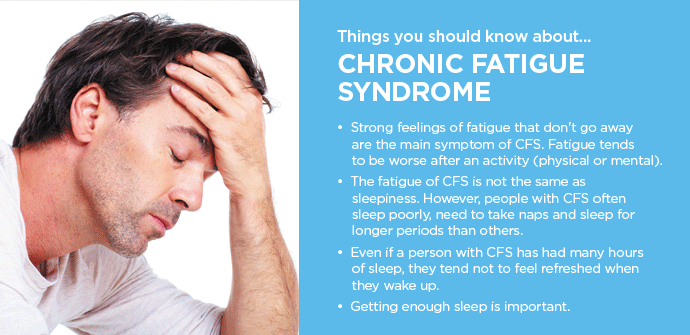 Things you should know about...
CHRONIC FATIGUE
SYNDROME
• Strong feelings of fatigue that don't go away
are the main symptom of CFS. Fatigue tends
to be worse after an activity (physical or mental).
• The fatigue of CFS is not the same as
sleepiness. However, people with CFS often
sleep poorly, need to take naps and sleep for
longer periods than others.
• Even if a person with CFS has had many hours
of sleep, they tend not to feel refreshed when
they wake up.
• Getting enough sleep is important.